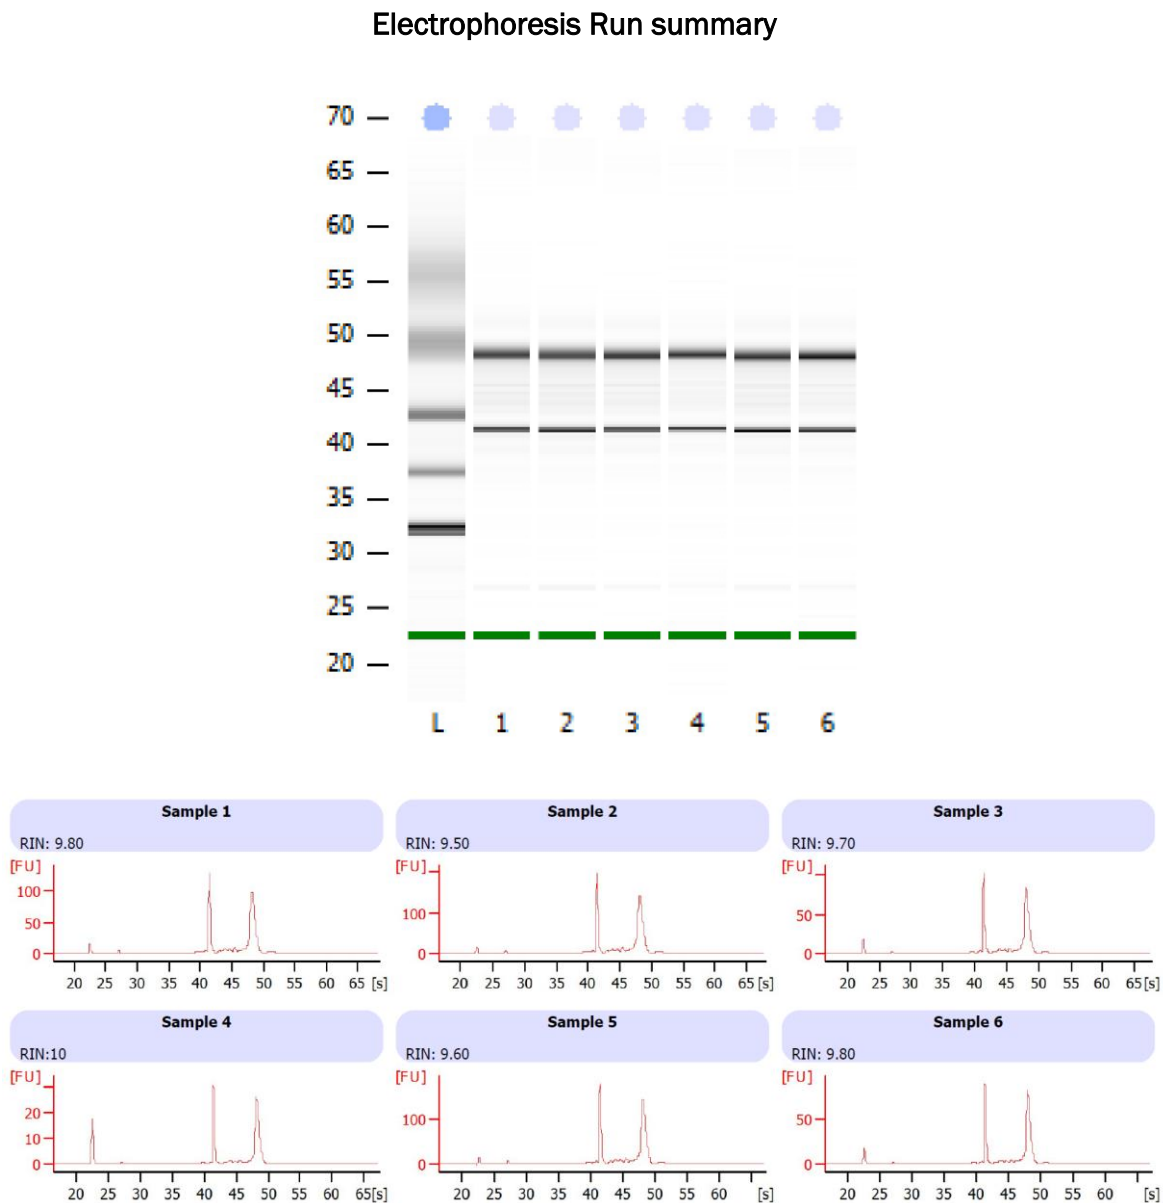 Electrophoresis Run summary
70
65
60
55
50
45
40
35
30
25
20
L 1 2 3 4 5 6
Sample 1 Sample 2 Sample 3
RIN: 9.80 RIN: 9.50 RIN: 9.70
[FU] [FU] [FU]
100
50
0
100
0
50
0
20 25 30 35 40 45 50 55 60 65 [s] 20 25 30 35 40 45 50 55 60 65 [s] 20 25 30 35 40 45 50 55 60 65 [s]
Sample 4 Sample 5 Sample 6
RIN:10 RIN: 9.60 RIN: 9.80
[FU] [FU] [FU]
20
10
0
100
0
50
0
20 25 30 35 40 45 50 55 60 65[s] 20 25 30 35 40 45 50 55 60 [s] 20 25 30 35 40 45 50 55 60 [s]